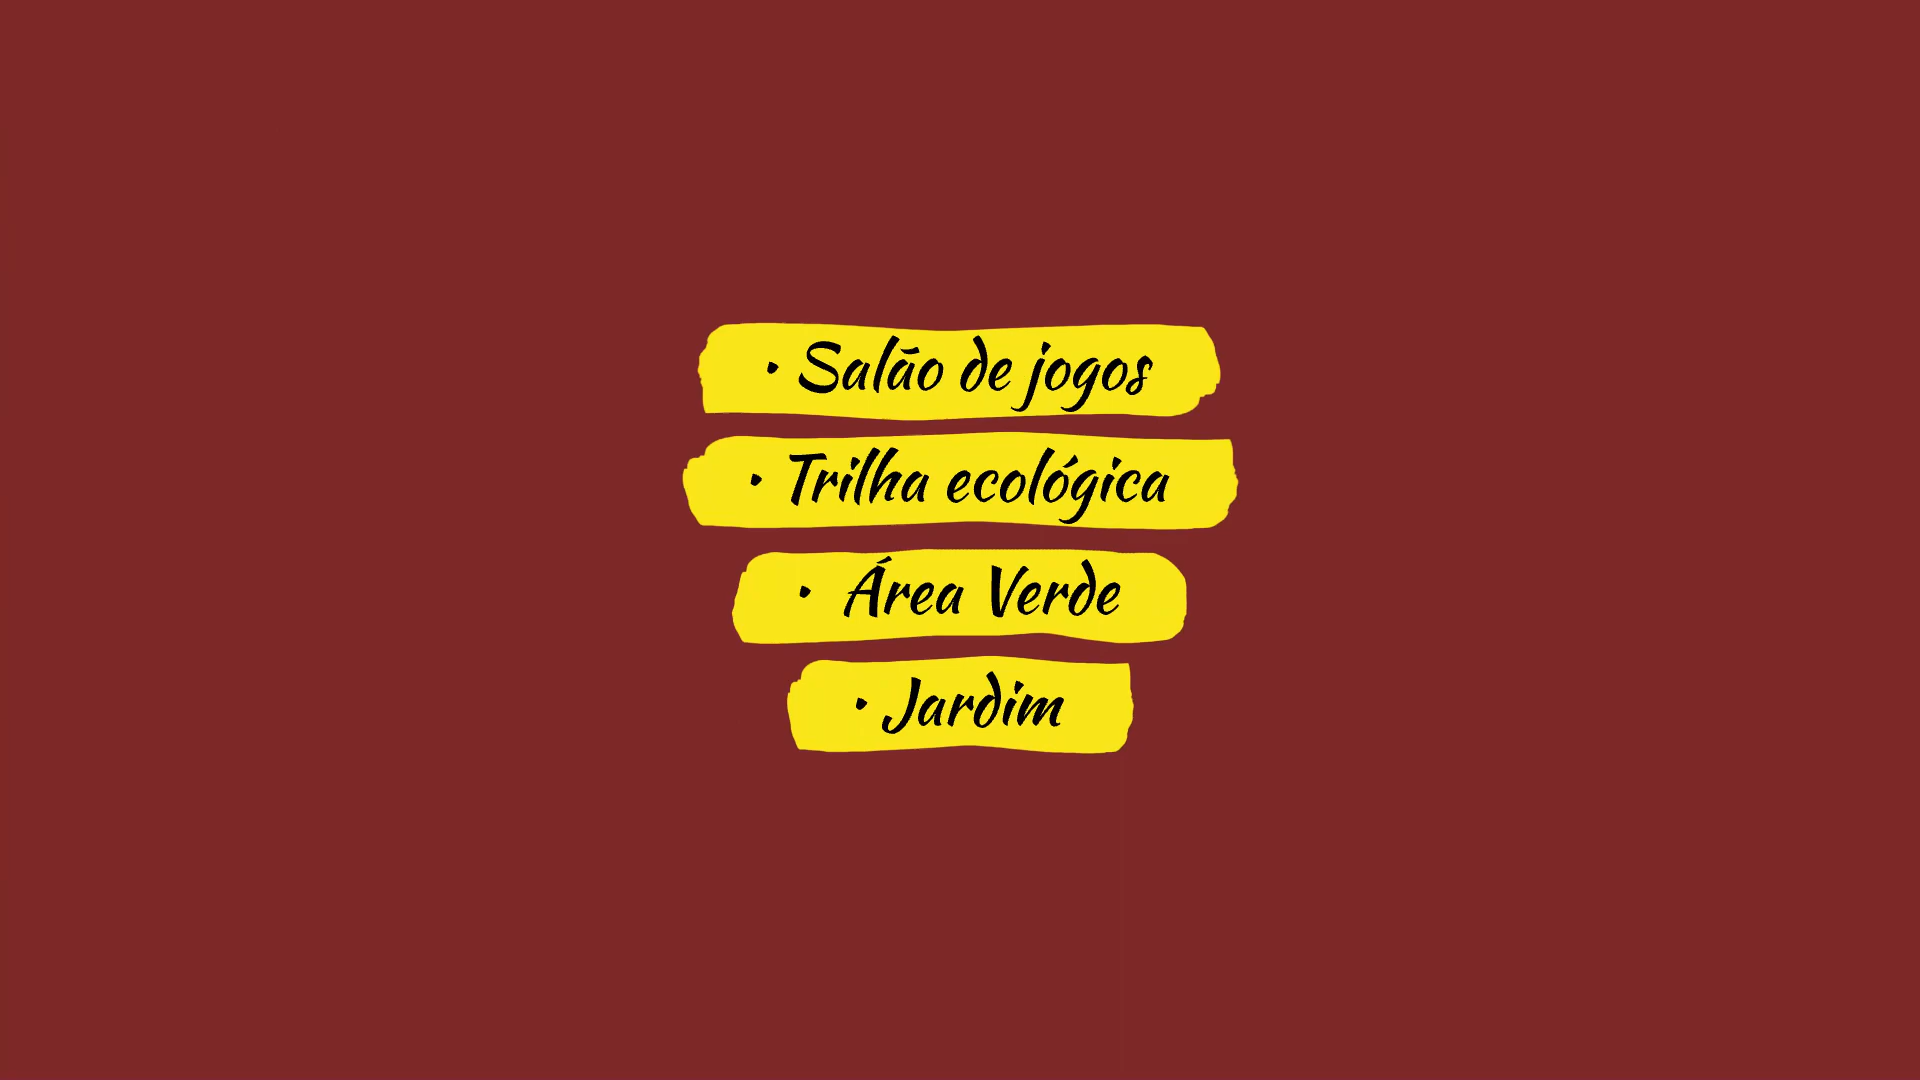 • Salão de jogos
• Trilha ecológica
• Área Verde
• Jardim